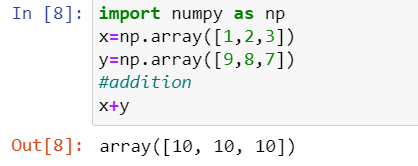 In [8]: import numpy as np
x=np.array([1,2,3])
y=np.array([9,8,7])
#addition
x+y
Out[8]: array([10, 10, 10])